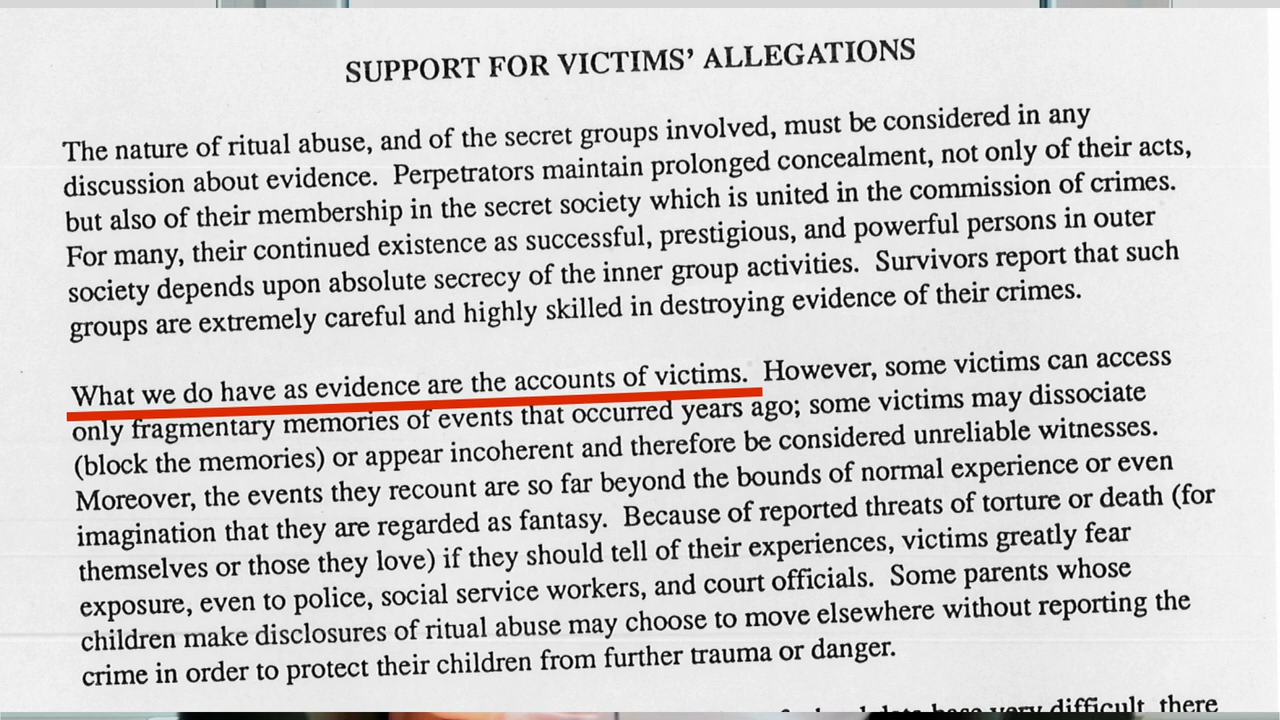 SUPPORT FOR VICTIMS' ALLEGATIONS
The nature of ritual abuse, and of the secret groups involved, must be considered in any
discussion about evidence. Perpetrators maintain prolonged concealment, not only of their acts,
but also of their membership in the secret society which is united in the commission of crimes.
For many, their continued existence as successful, prestigious, and powerful persons in outer
society depends upon absolute secrecy of the inner group activities. Survivors report that such
groups are extremely careful and highly skilled in destroying evidence of their crimes.
What we do have as evidence are the accounts of victims. However, some victims can access
only fragmentary memories of events that occurred years ago; some victims may dissociate
(block the memories) or appear incoherent and therefore be considered unreliable witnesses.
Moreover, the events they recount are so far beyond the bounds of normal experience or even
imagination that they are regarded as fantasy. Because of reported threats of torture or death (for
themselves or those they love) if they should tell of their experiences, victims greatly fear
exposure, even to police, social service workers, and court officials. Some parents whose
children make disclosures of ritual abuse may choose to move elsewhere without reporting the
crime in order to protect their children from further trauma or danger.
very difficult, there